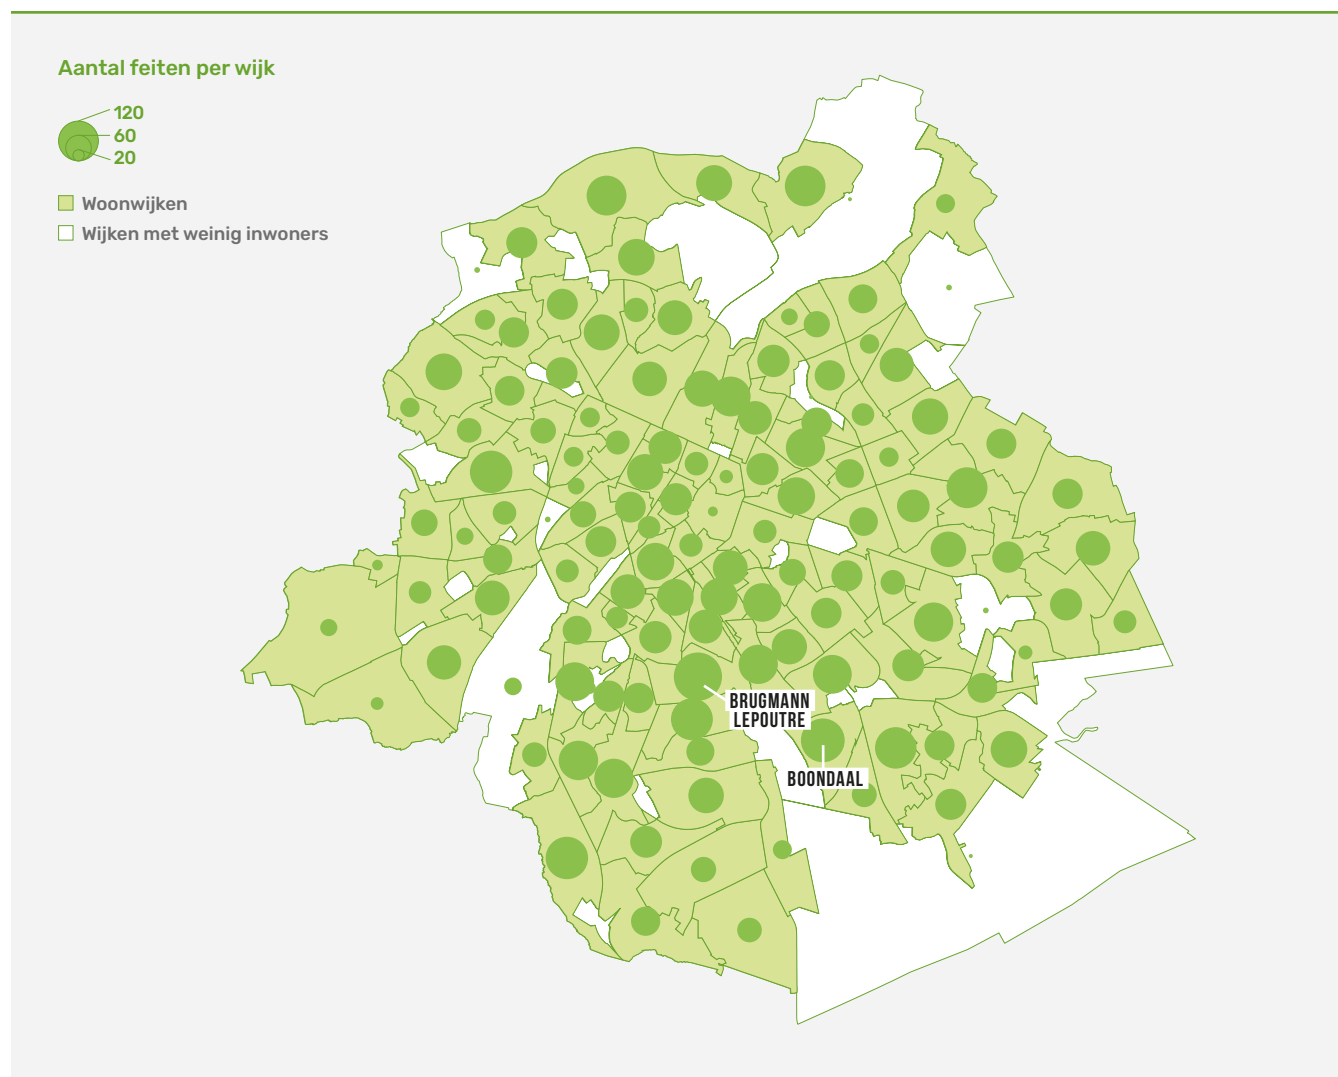 Aantal feiten per wijk
120
60
20
Woonwijken
Wijken met weinig inwoners
BRUGMANN
LEPOUTRE
BOONDAAL